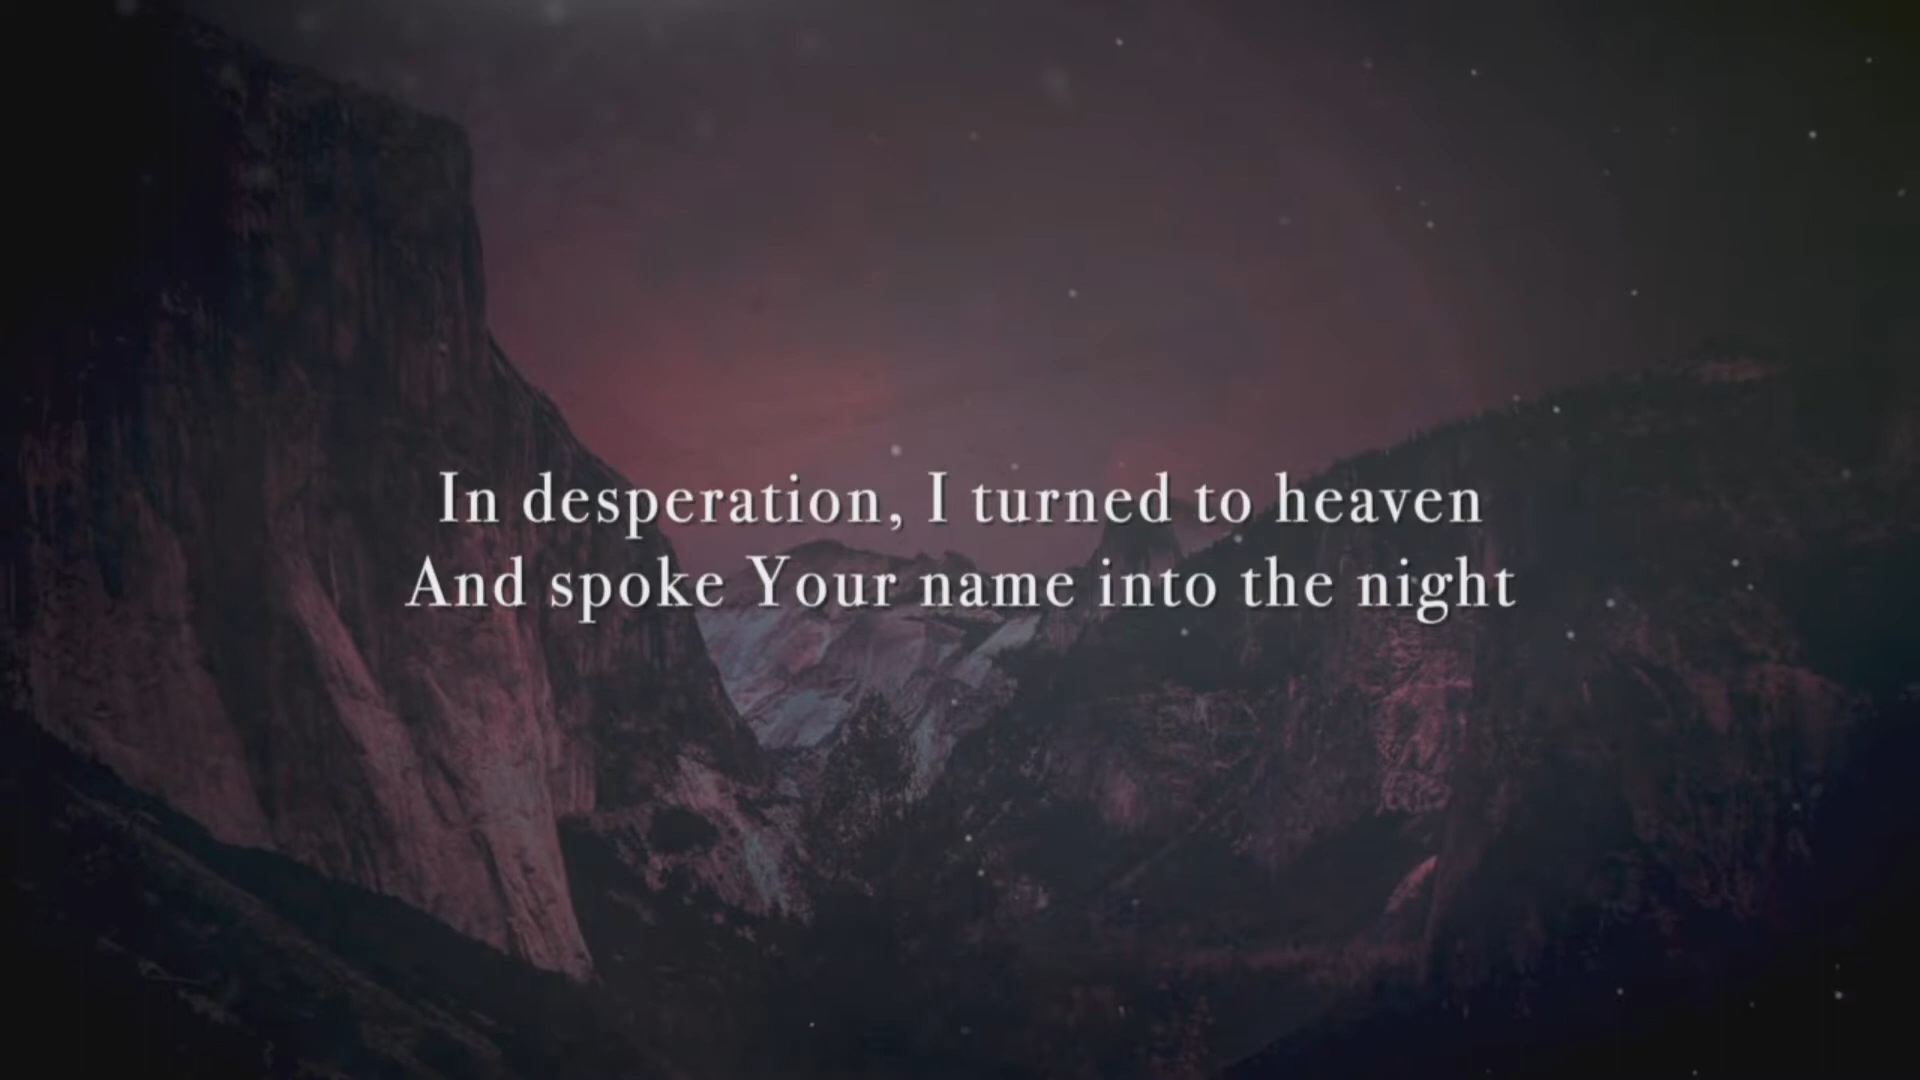 In desperation, I turned to heaven
And spoke Your name into the night